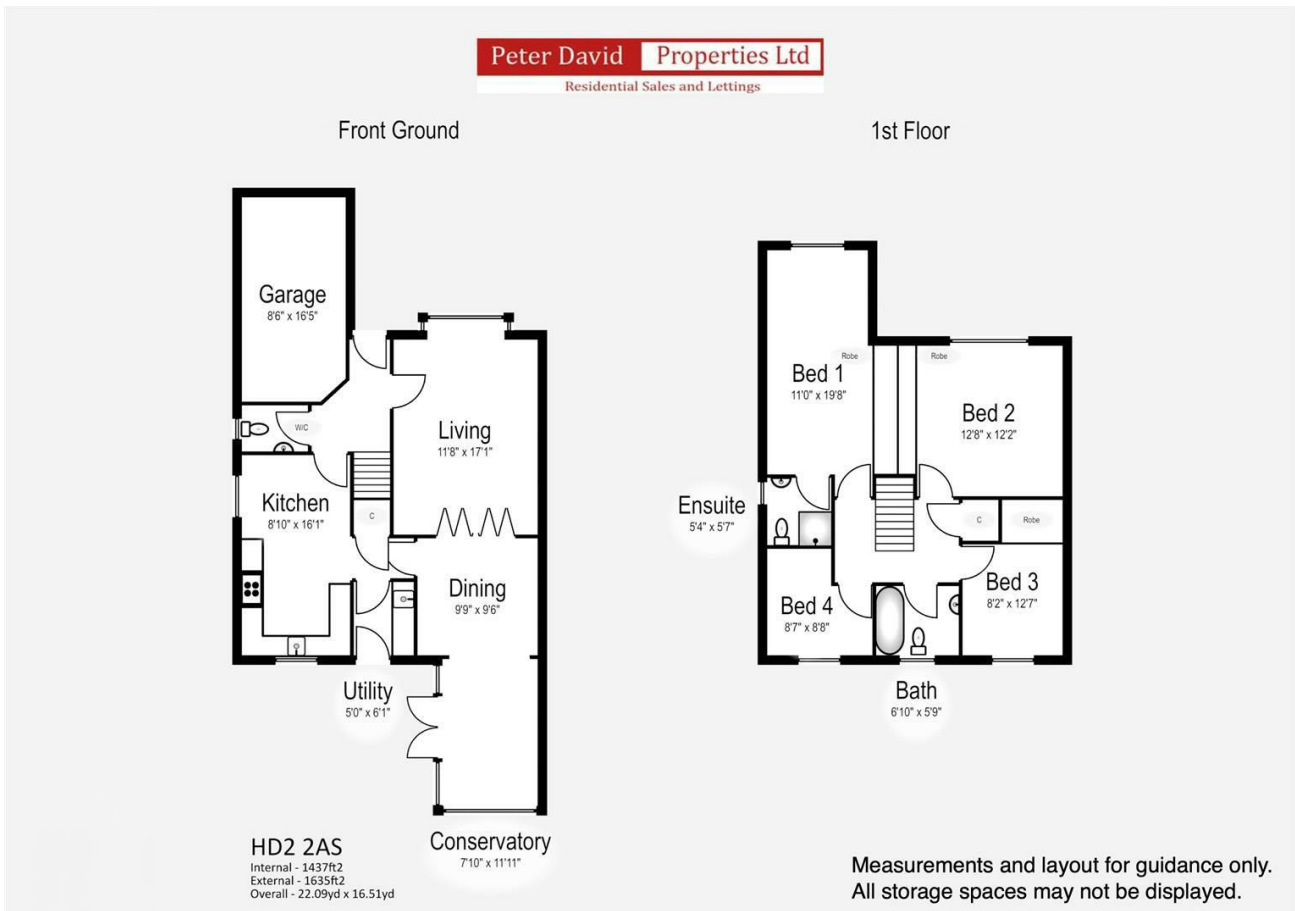 Peter David Properties Ltd
Residential Sales and Lettings
Front Ground
1st Floor
Garage
8'6" x 16'5"
W/C
Living
11'8" x 17'1"
Kitchen
8'10" x 16'1"
C
Dining
9'9" x 9'6"
Utility
5'0" x 6'1"
Conservatory
7'10" x 11'11"
Robe
Robe
Bed 1
11'0" x 19'8"
Bed 2
12'8" x 12'2"
Ensuite
5'4" x 5'7"
C
Robe
Bed 3
8'2" x 12'7"
Bed 4
8'7" x 8'8"
Bath
6'10" x 5'9"
HD2 2AS
Internal - 1437ft2
External - 1635ft2
Overall - 22.09yd x 16.51yd
Measurements and layout for guidance only.
All storage spaces may not be displayed.